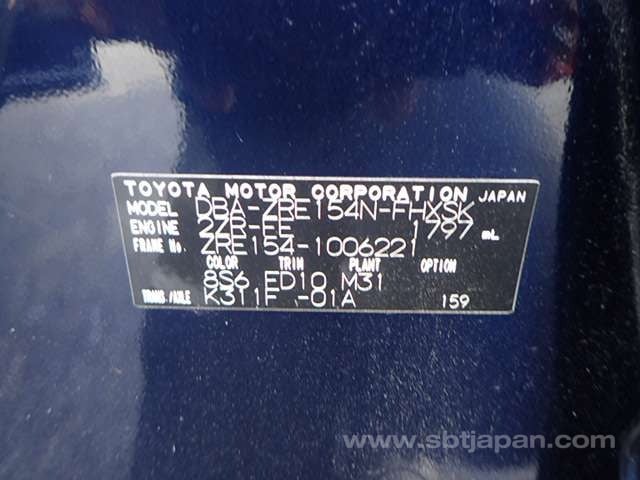 TOYOTA MOTOR CORPORATION JAPAN
MODEL DBA-ZRE154N-FHXSK
ENGINE 2ZR-FE 1797 mL
FRAME No. ZRE154-1006221
COLOR TRIM PLANT OPTION
8S6 FD10 M31
TRANS./AXLE K311F -01A 159
www.sbtjapan.com